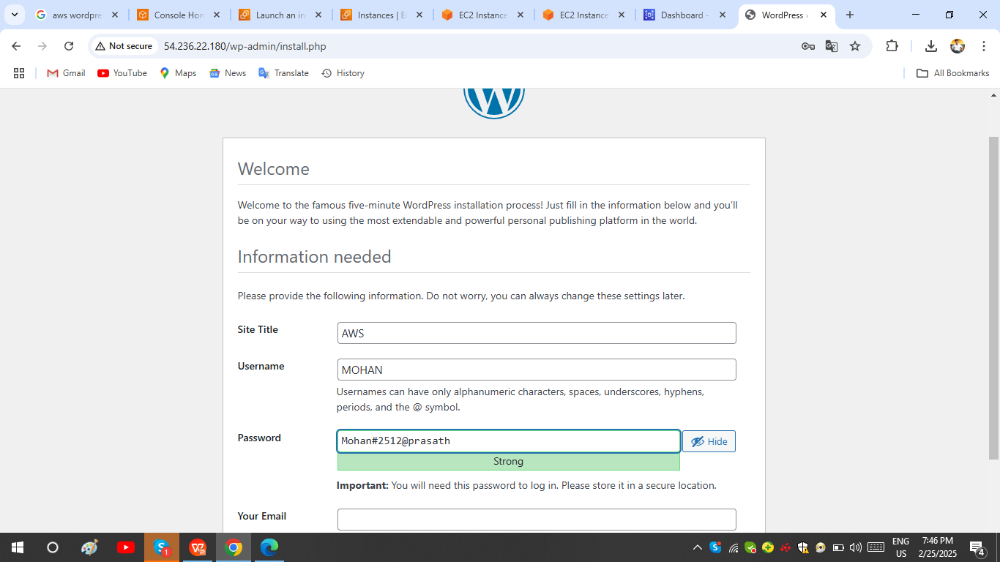 aws wordpre
Console Hon
Launch an in
Instances | E
EC2 Instance
EC2 Instance
Dashboard -
WordPress ›
Not secure
54.236.22.180/wp-admin/install.php
Gmail
YouTube
Maps
News
Translate
History
All Bookmarks
Welcome
Welcome to the famous five-minute WordPress installation process! Just fill in the information below and you’ll
be on your way to using the most extendable and powerful personal publishing platform in the world.
Information needed
Please provide the following information. Do not worry, you can always change these settings later.
Site Title
AWS
Username
MOHAN
Usernames can have only alphanumeric characters, spaces, underscores, hyphens,
periods, and the @ symbol.
Password
Mohan#2512@prasath
Hide
Strong
Important: You will need this password to log in. Please store it in a secure location.
Your Email
ENG
US
7:46 PM
2/25/2025
4
1